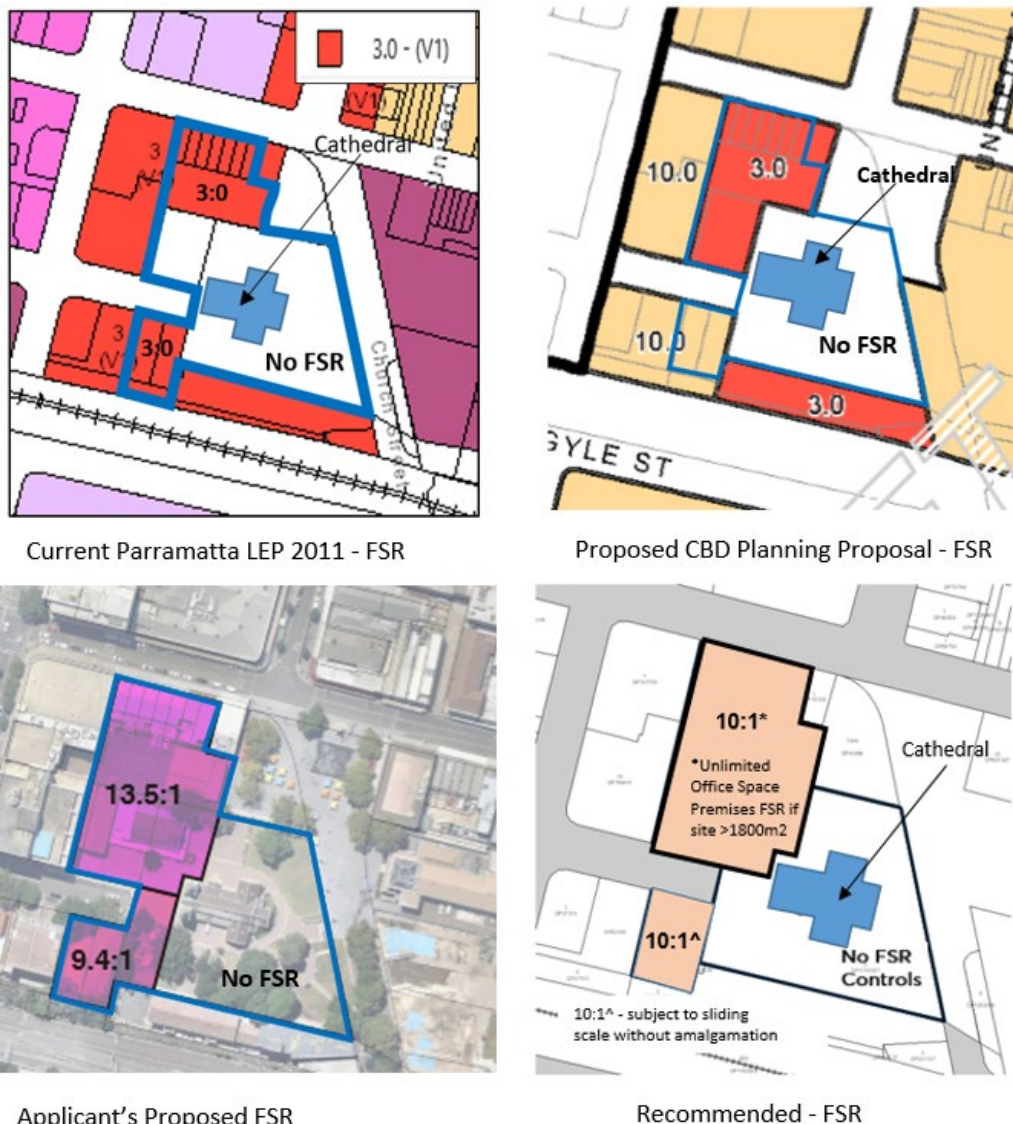 3.0 - (V1)
(V1)
Cathedral
3
(V1)
3:0
3
(V1)
3:0
No FSR
Church Street
Current Parramatta LEP 2011 - FSR
10.0
3.0
Cathedral
10.0
No FSR
3.0
GYLE ST
Proposed CBD Planning Proposal - FSR
13.5:1
9.4:1
No FSR
Applicant's Proposed FSR
10:1*
*Unlimited
Office Space
Premises FSR if
site >1800m2
Cathedral
10:1^
No FSR
Controls
10:1^ - subject to sliding
scale without amalgamation
Recommended - FSR